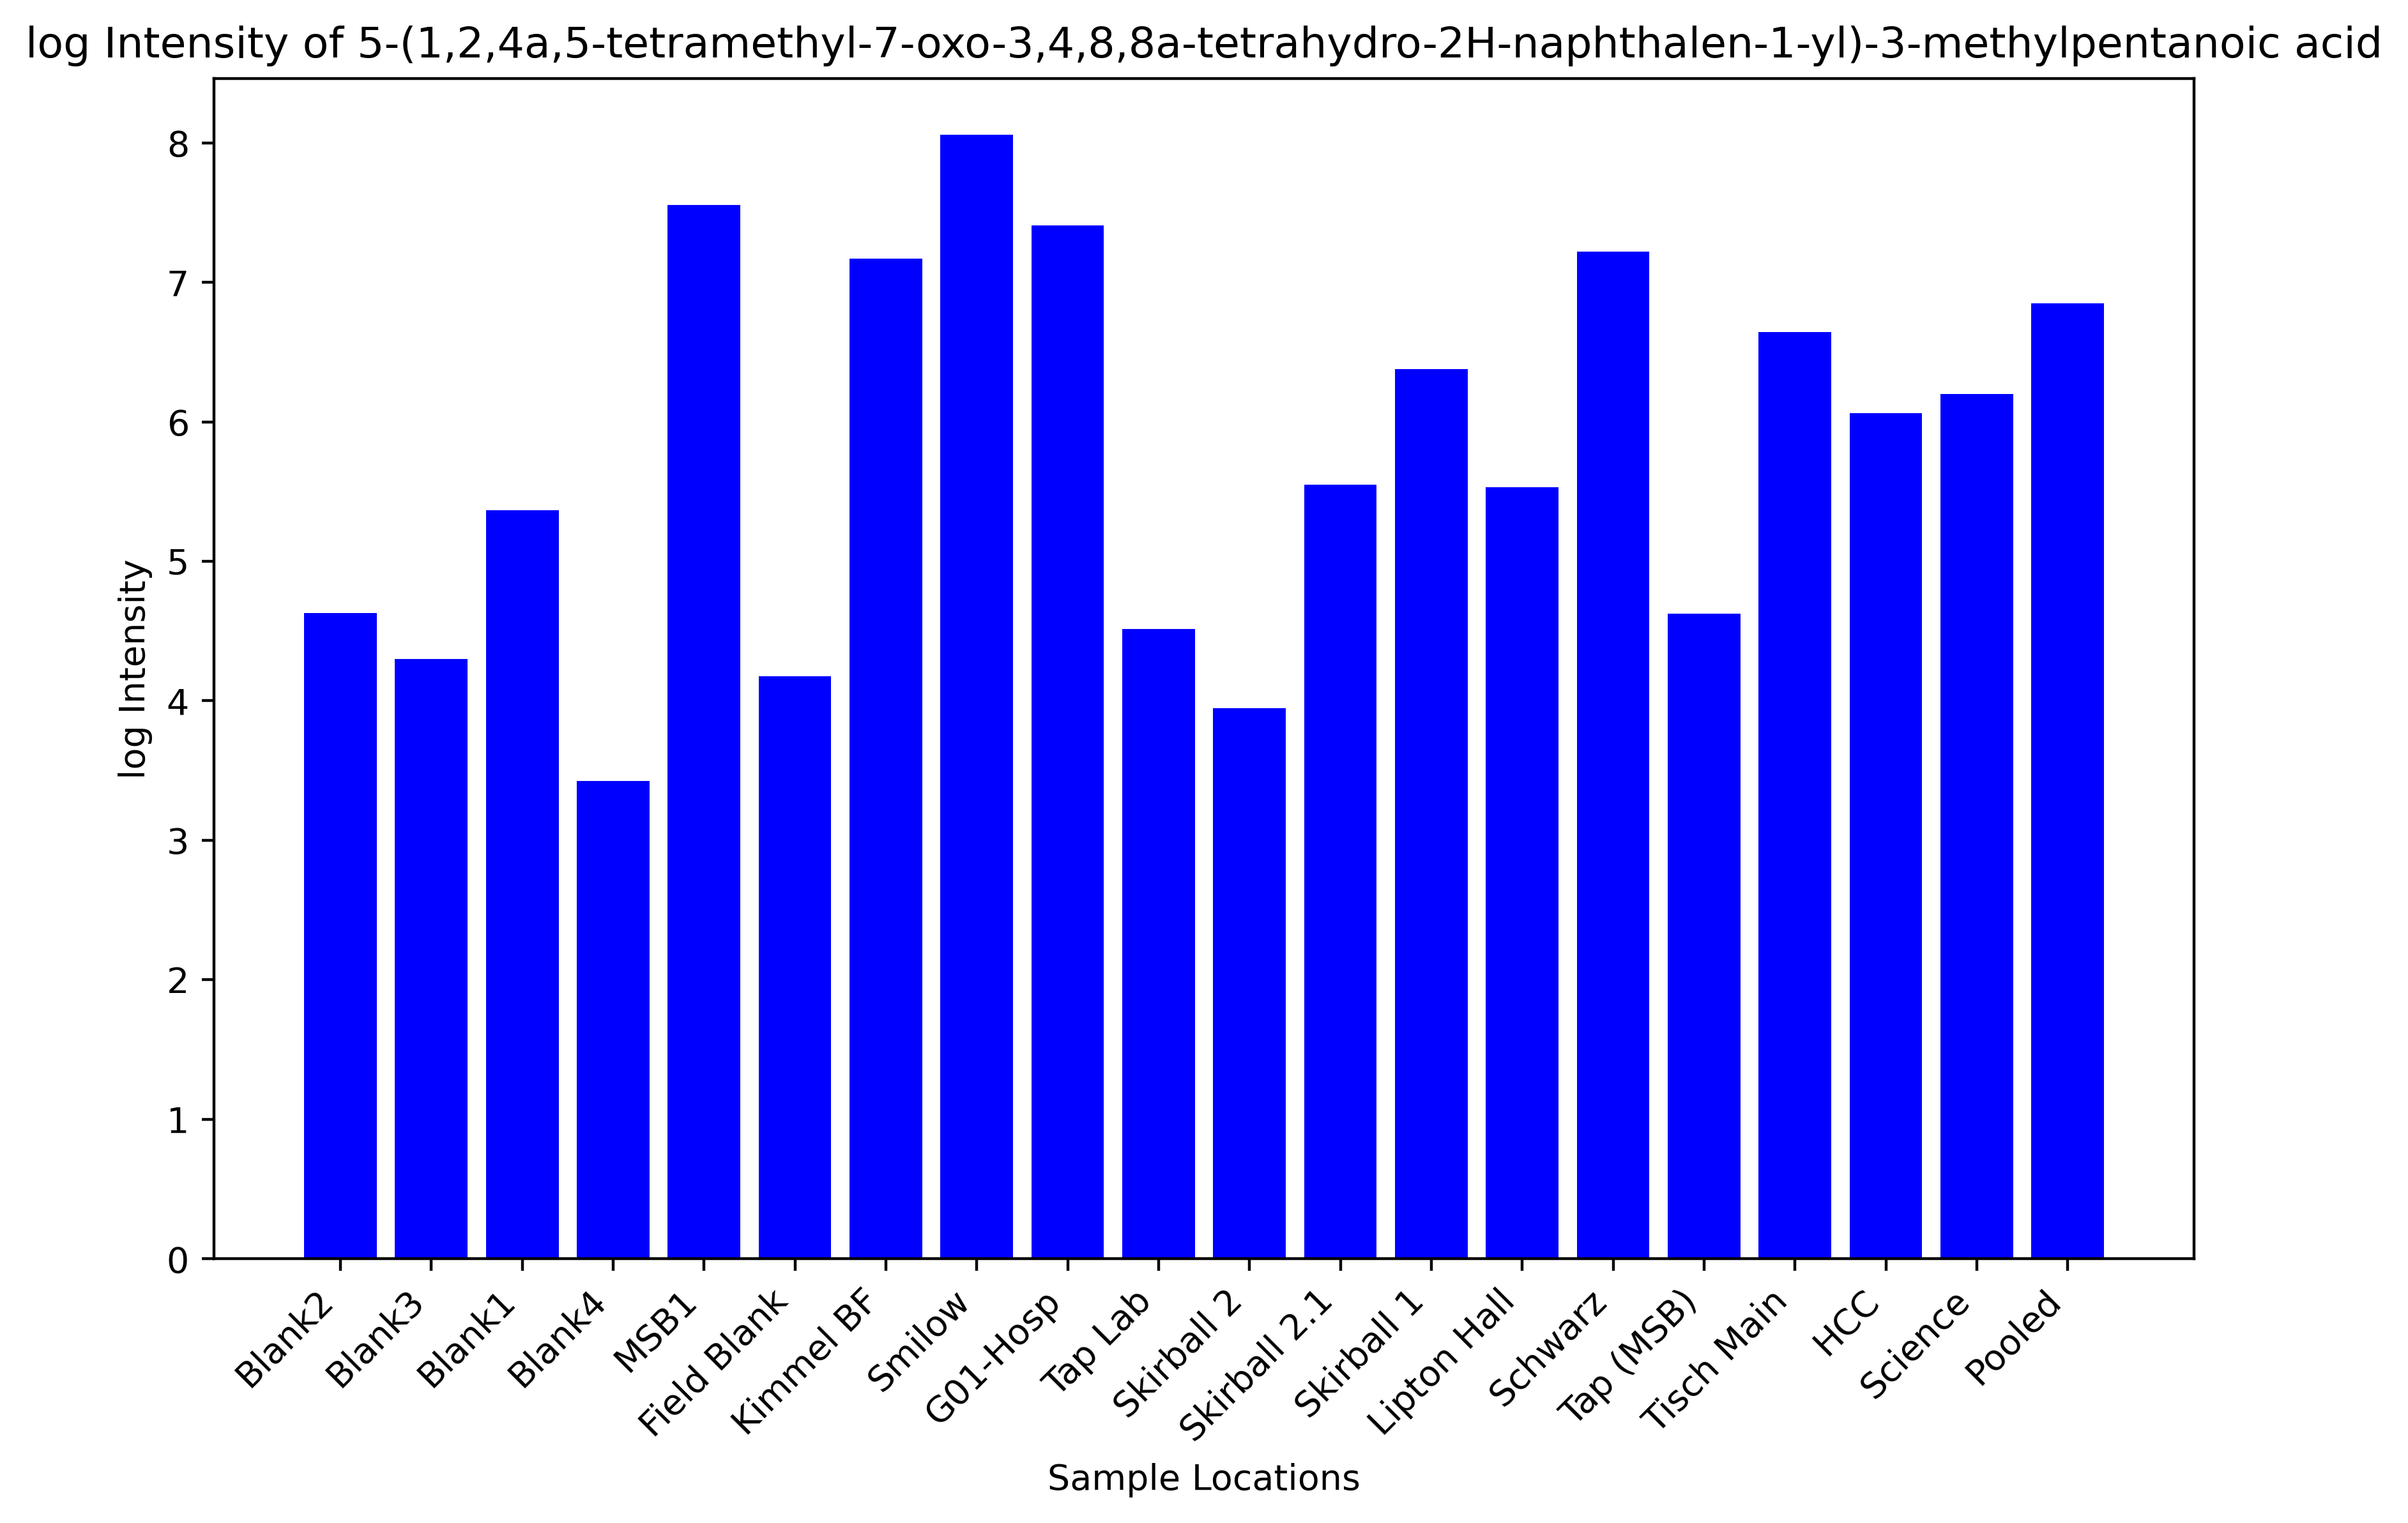 log Intensity of 5-(1,2,4a,5-tetramethyl-7-oxo-3,4,8,8a-tetrahydro-2H-naphthalen-1-yl)-3-methylpentanoic acid
8
7
6
5
4
3
2
1
0
log Intensity
Blank2
Blank3
Blank1
Blank4
MSB1
Field Blank
Kimmel BF
Smilow
G01-Hosp
Tap Lab
Skirball 2
Skirball 2.1
Skirball 1
Lipton Hall
Schwarz
Tap (MSB)
Tisch Main
HCC
Science
Pooled
Sample Locations